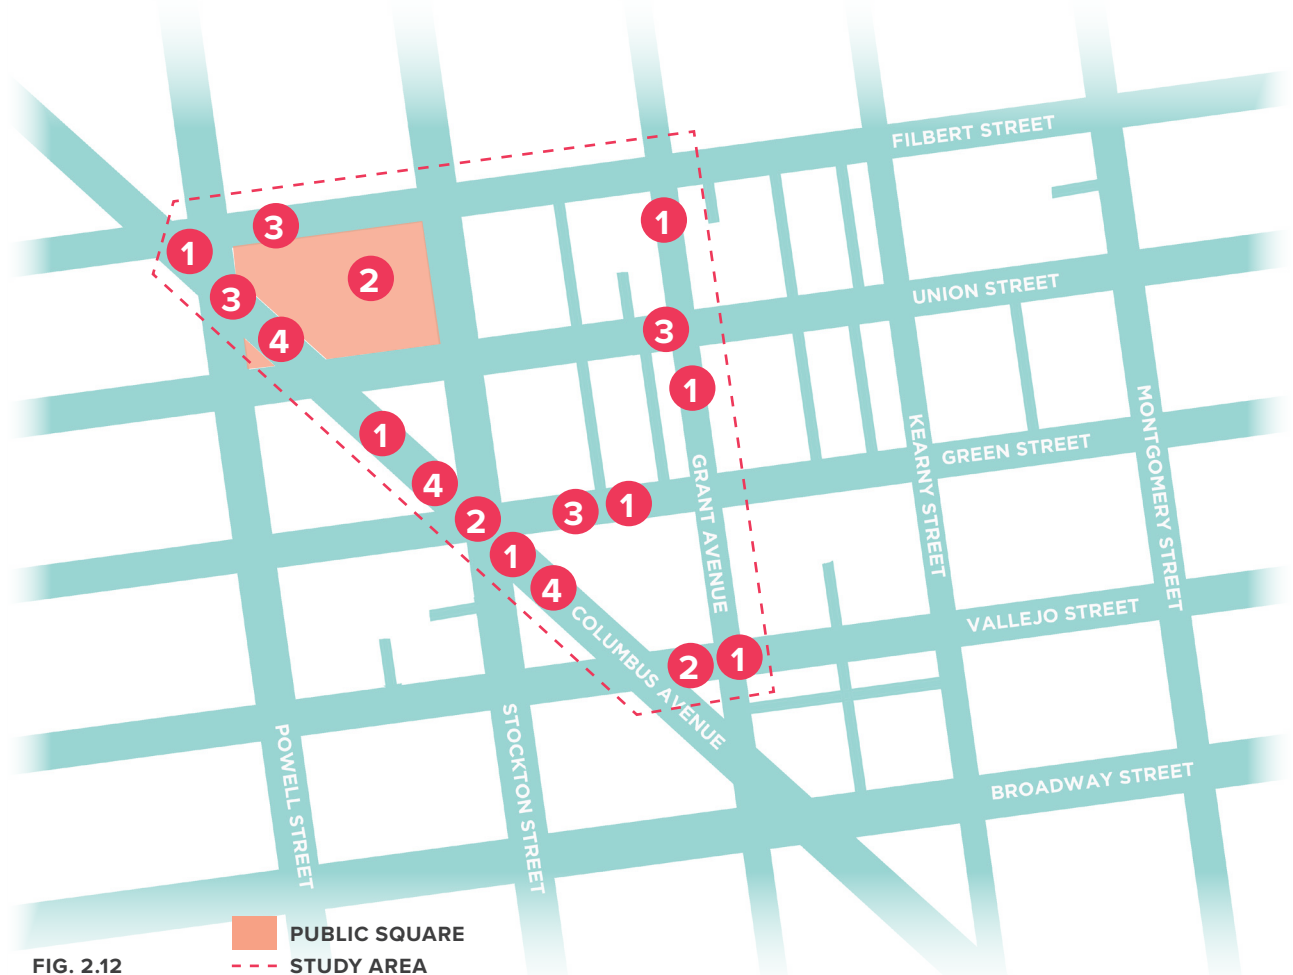 FILBERT STREET
1
3
1
2
UNION STREET
3
3
4
1
MONTGOMERY STREET
KEARNY STREET
1
GREEN STREET
GRANT AVENUE
4
3
1
2
1
4
VALLEJO STREET
COLUMBUS AVENUE
2
1
STOCKTON STREET
POWELL STREET
BROADWAY STREET
PUBLIC SQUARE
FIG. 2.12
STUDY AREA